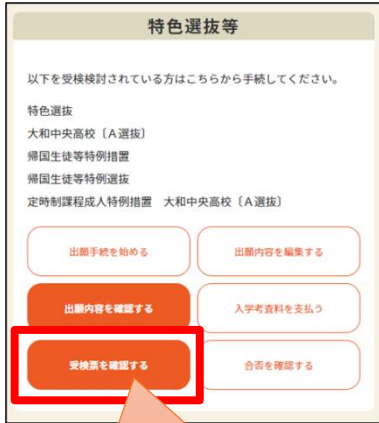 特色選抜等
以下を受検検討されている方はこちらから手続してください。
特色選抜
大和中央高校〔A選抜〕
帰国生徒等特例措置
帰国生徒等特例選抜
定時制課程成人特例措置　大和中央高校〔A選抜〕
出願手続を始める
出願内容を編集する
出願内容を確認する
入学考査料を支払う
受検票を確認する
合否を確認する